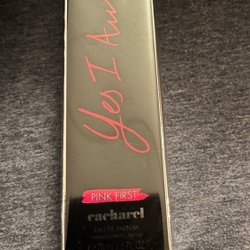 Yes I Am
PINK FIRST
cacharel
EAU DE PARFUM